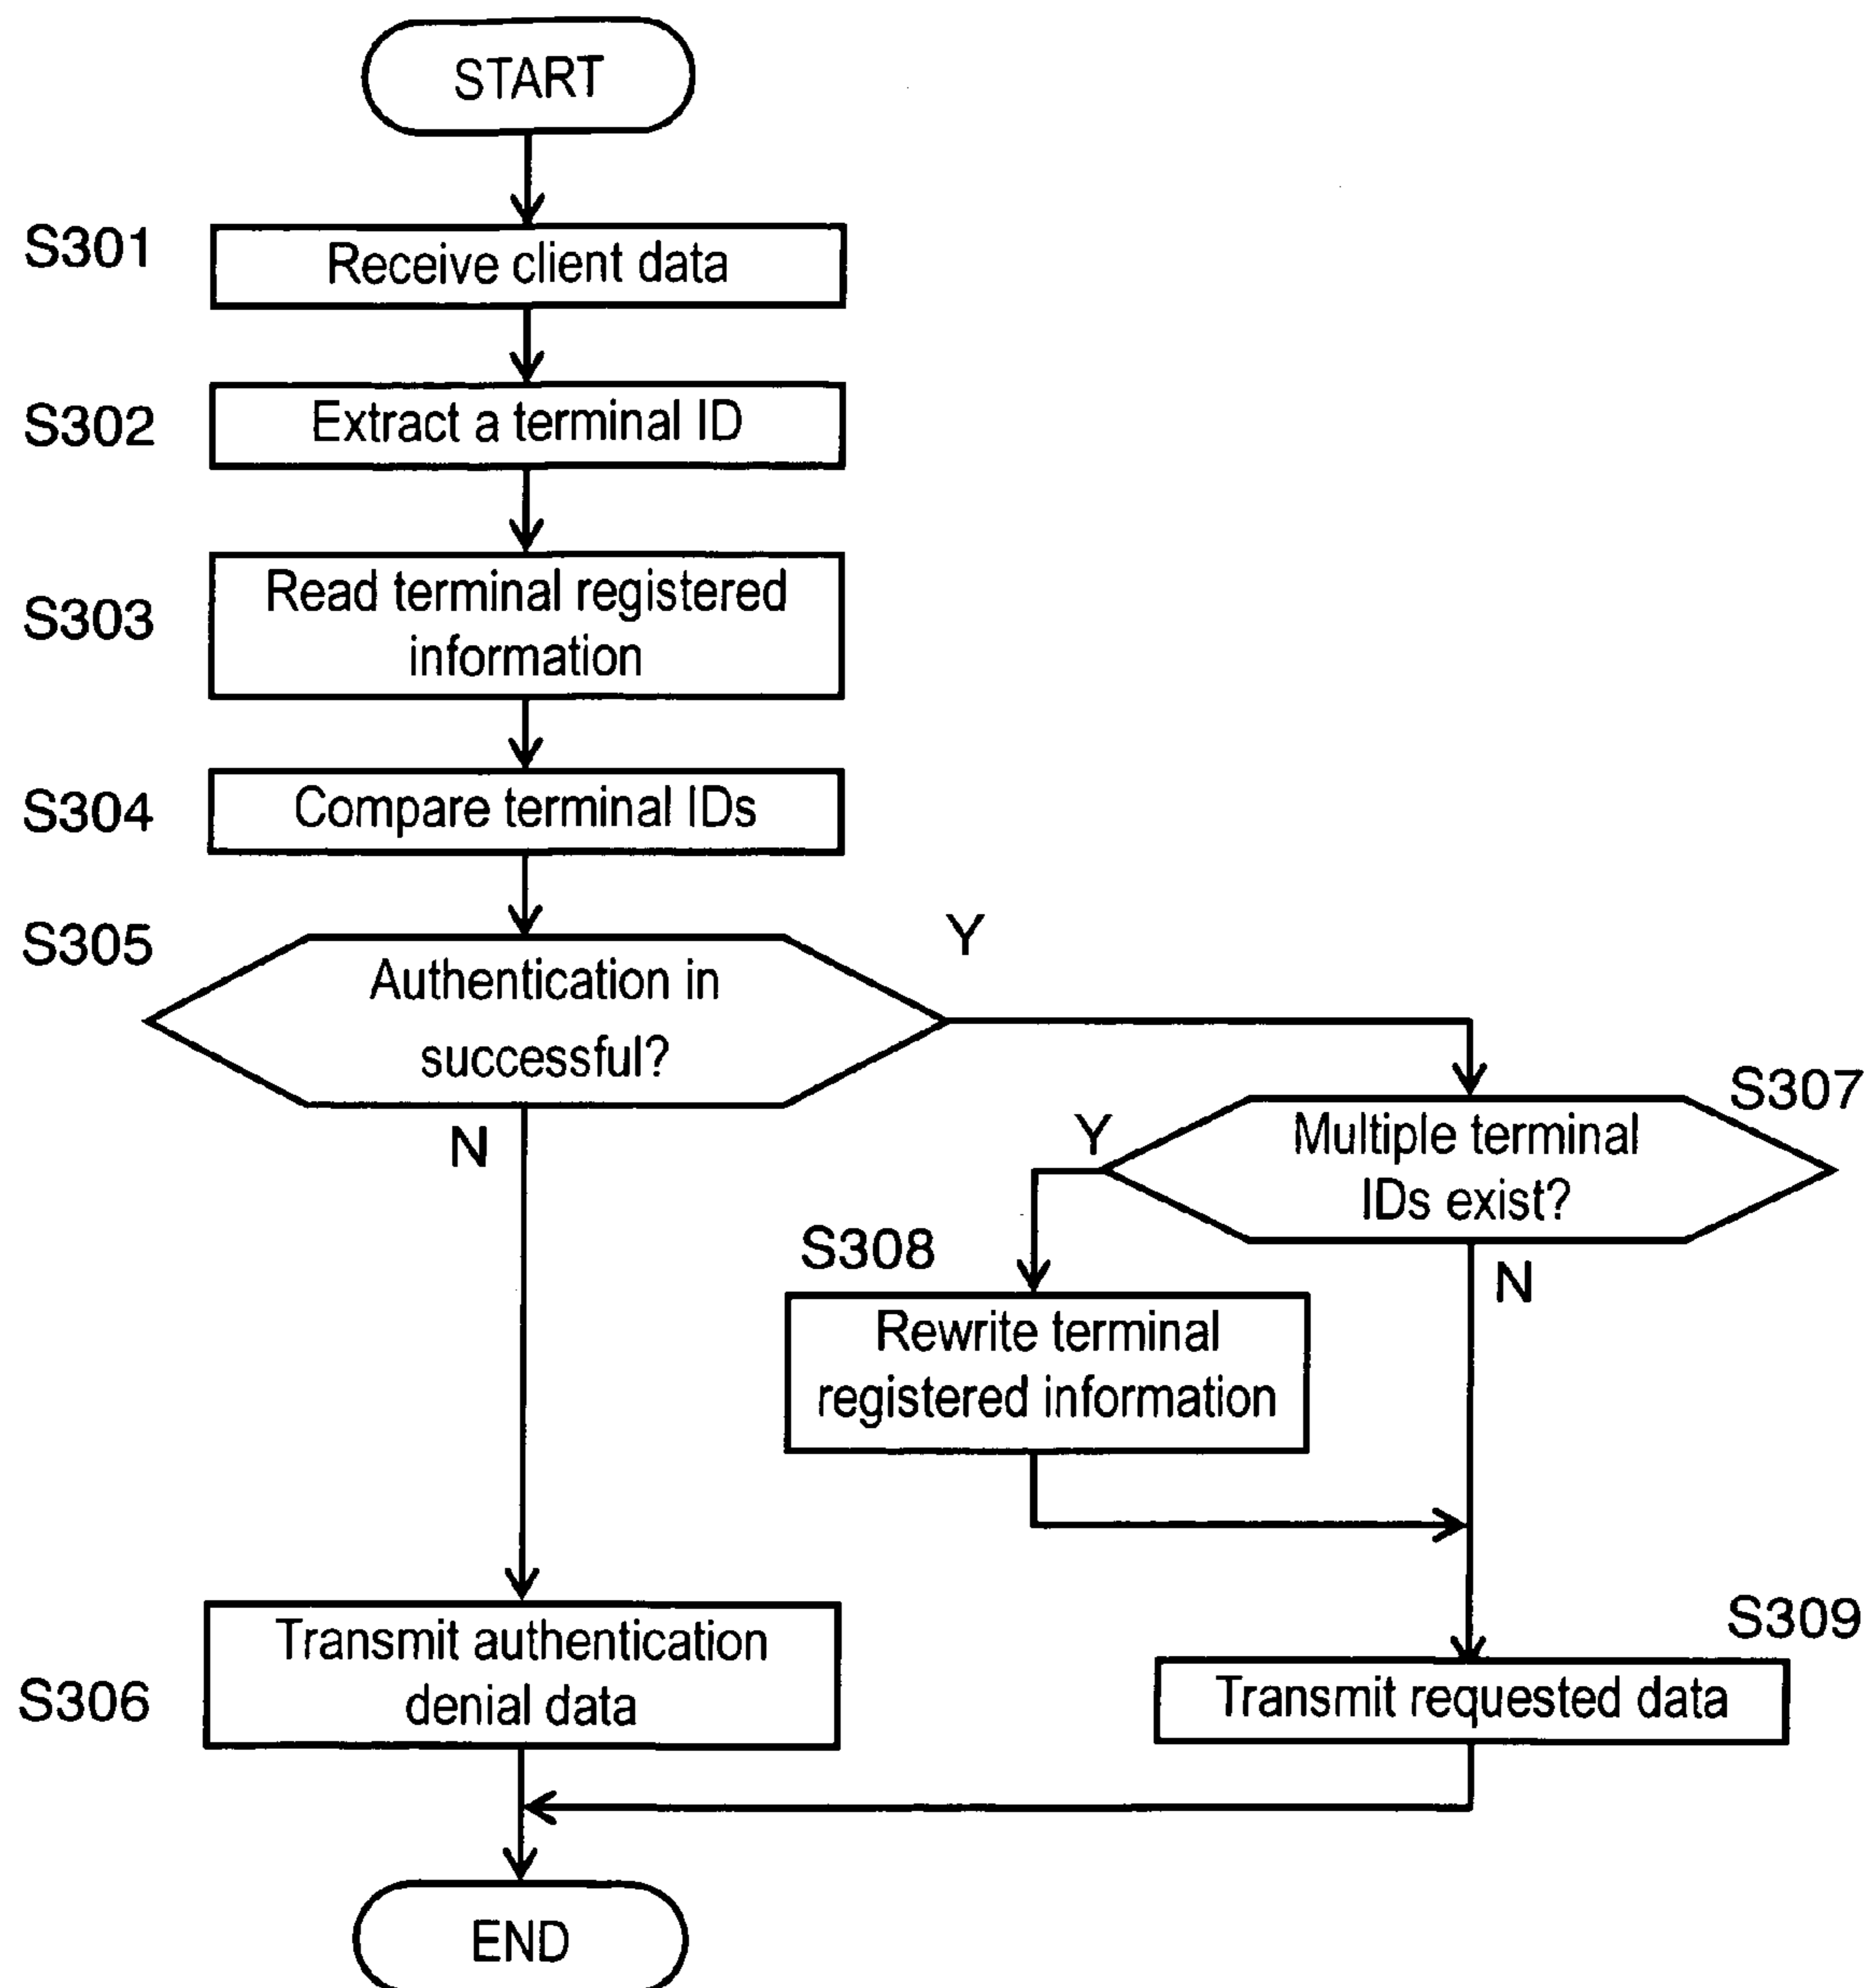 START
S301
Receive client data
S302
Extract a terminal ID
S303
Read terminal registered
information
S304
Compare terminal IDs
S305
Authentication in
successful?
Y
N
S307
Multiple terminal
IDs exist?
Y
N
S308
Rewrite terminal
registered information
S306
Transmit authentication
denial data
S309
Transmit requested data
END